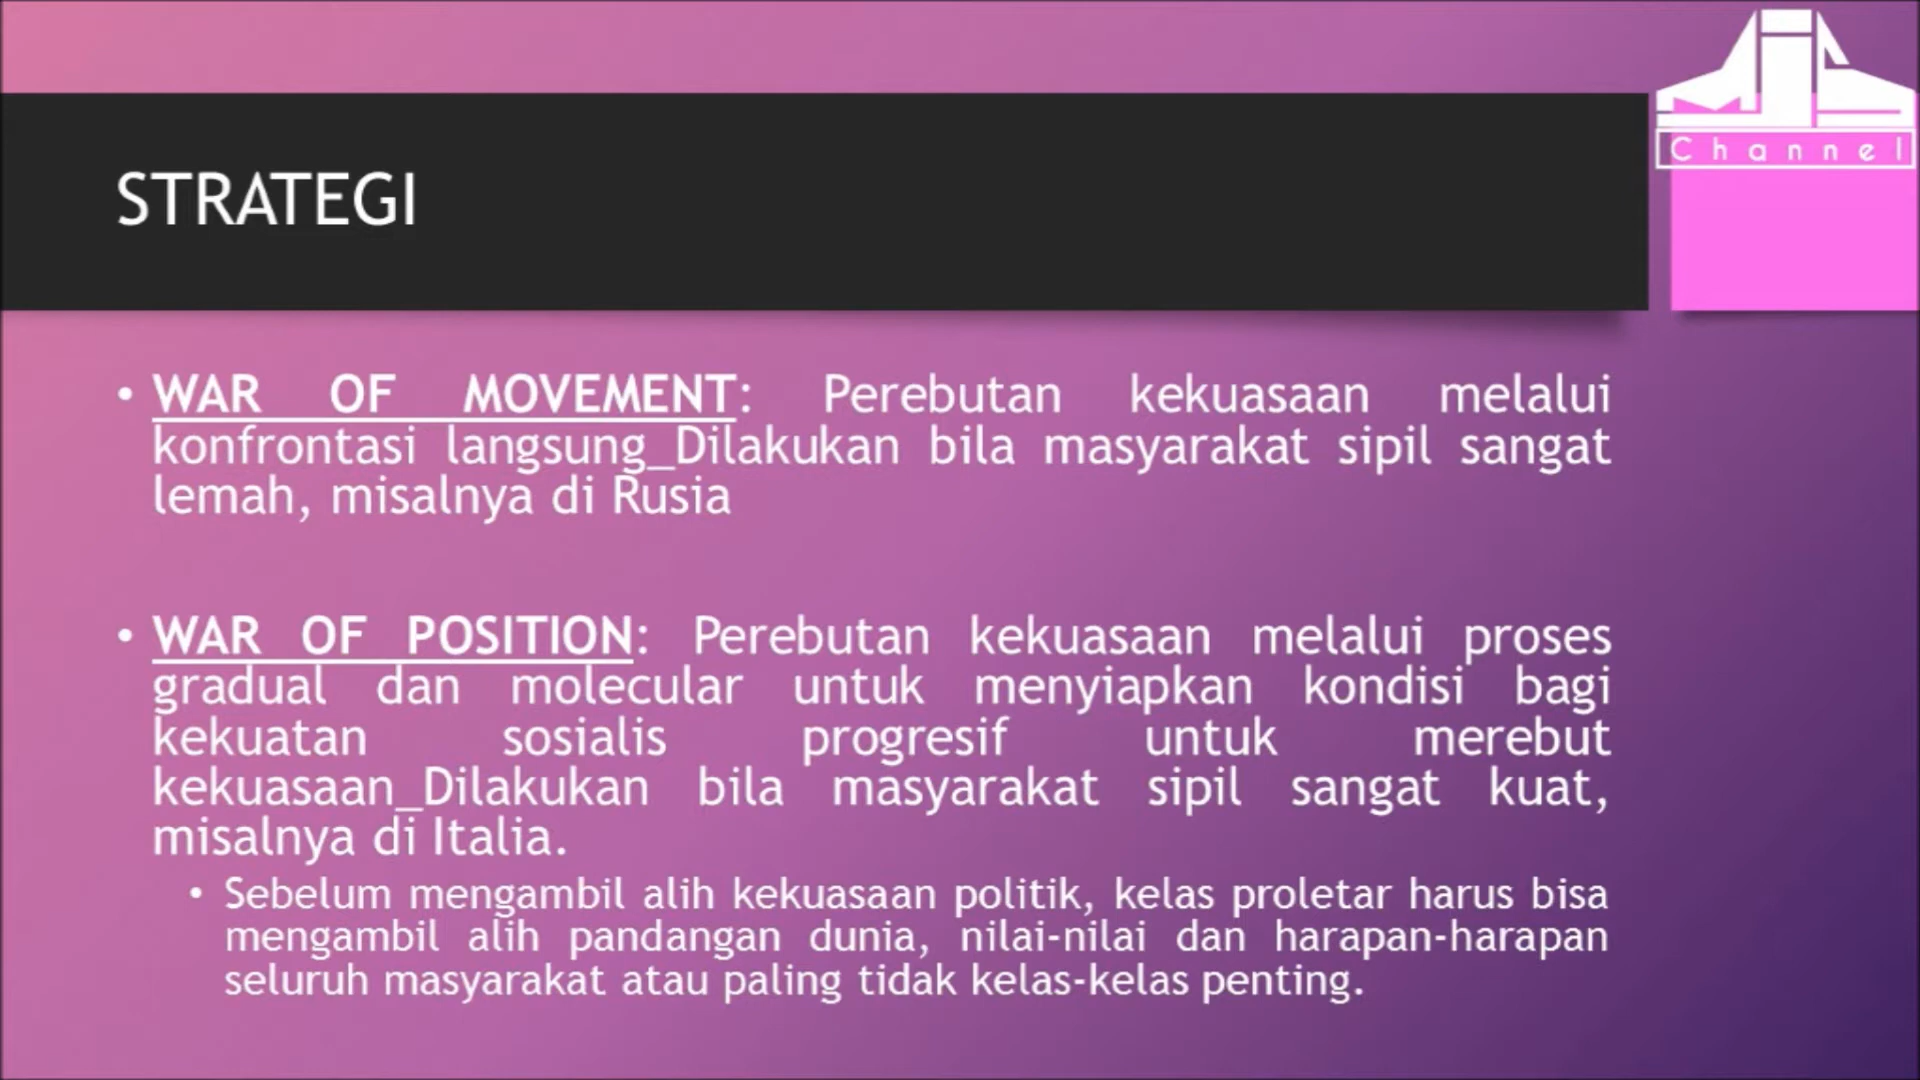 Channel
STRATEGI
• WAR OF MOVEMENT: Perebutan kekuasaan melalui
konfrontasi langsung_Dilakukan bila masyarakat sipil sangat
lemah, misalnya di Rusia
• WAR OF POSITION: Perebutan kekuasaan melalui proses
gradual dan molecular untuk menyiapkan kondisi bagi
kekuatan sosialis progresif untuk merebut
kekuasaan_Dilakukan bila masyarakat sipil sangat kuat,
misalnya di Italia.
• Sebelum mengambil alih kekuasaan politik, kelas proletar harus bisa
mengambil alih pandangan dunia, nilai-nilai dan harapan-harapan
seluruh masyarakat atau paling tidak kelas-kelas penting.